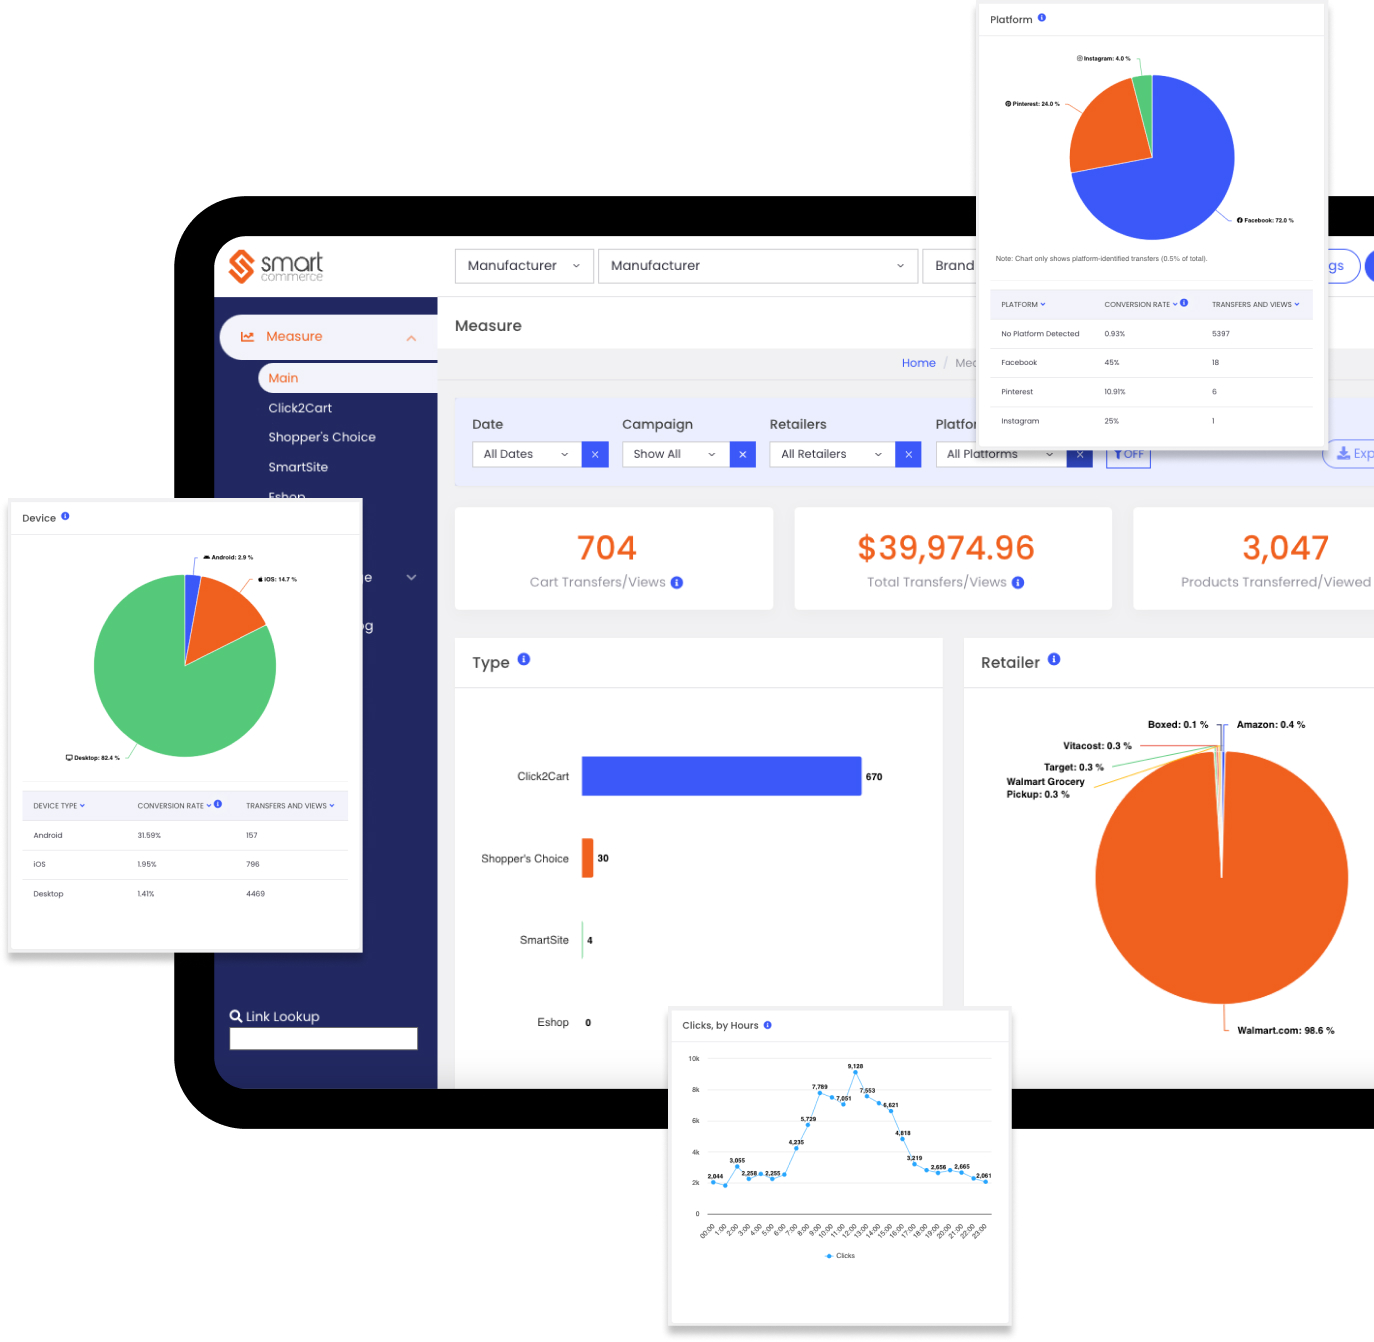 Platform
Instagram: 4.0 %
Pinterest: 24.0 %
Facebook: 72.0 %
Note: Chart only shows platform-identified transfers (0.5% of total).
PLATFORM CONVERSION RATE TRANSFERS AND VIEWS
No Platform Detected 0.93% 5397
Facebook 45% 18
Pinterest 10.91% 6
Instagram 25% 1
smart
commerce
Manufacturer Manufacturer Brand gs
Measure
Main
Click2Cart
Shopper's Choice
SmartSite
Eshop
e
g
Link Lookup
Measure
Home / Mea
Date Campaign Retailers Platfor
All Dates × Show All × All Retailers × All Platforms × OFF Exp
704
Cart Transfers/Views
$39,974.96
Total Transfers/Views
3,047
Products Transferred/Viewed
Device
Android: 2.9 %
iOS: 14.7 %
Desktop: 82.4 %
DEVICE TYPE CONVERSION RATE TRANSFERS AND VIEWS
Android 31.59% 157
iOS 1.95% 796
Desktop 1.41% 4469
Type
Click2Cart 670
Shopper's Choice 30
SmartSite 4
Eshop 0
Retailer
Boxed: 0.1 % Amazon: 0.4 %
Vitacost: 0.3 %
Target: 0.3 %
Walmart Grocery
Pickup: 0.3 %
Walmart.com: 98.6 %
Clicks, by Hours
10k
8k
6k
4k
2k
0
2,044 3,055 2,258 2,255 4,235 5,729 7,789 7,051 9,128 7,553 6,621 4,818 3,219 2,656 2,665 2,061
00:00 1:00 2:00 3:00 4:00 5:00 6:00 7:00 8:00 9:00 10:00 11:00 12:00 13:00 14:00 15:00 16:00 17:00 18:00 19:00 20:00 21:00 22:00 23:00
Clicks